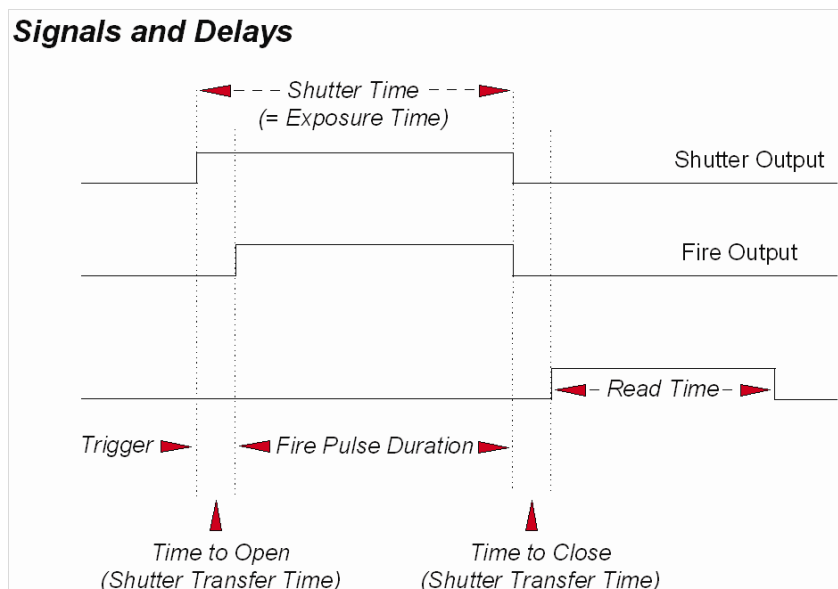 Signals and Delays
Shutter Time
(= Exposure Time)
Shutter Output
Fire Output
Read Time
Trigger
Fire Pulse Duration
Time to Open
(Shutter Transfer Time)
Time to Close
(Shutter Transfer Time)